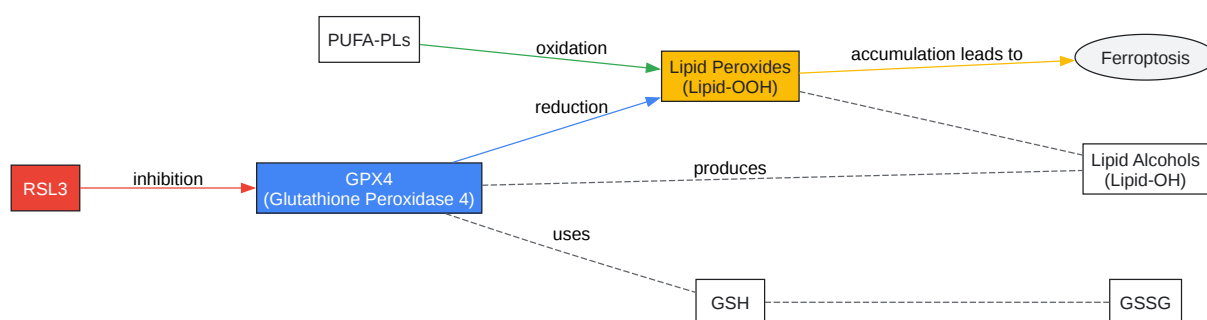 PUFA-PLs
oxidation
Lipid Peroxides
(Lipid-OOH)
accumulation leads to
Ferroptosis
reduction
RSL3
inhibition
GPX4
(Glutathione Peroxidase 4)
produces
Lipid Alcohols
(Lipid-OH)
uses
GSH
GSSG